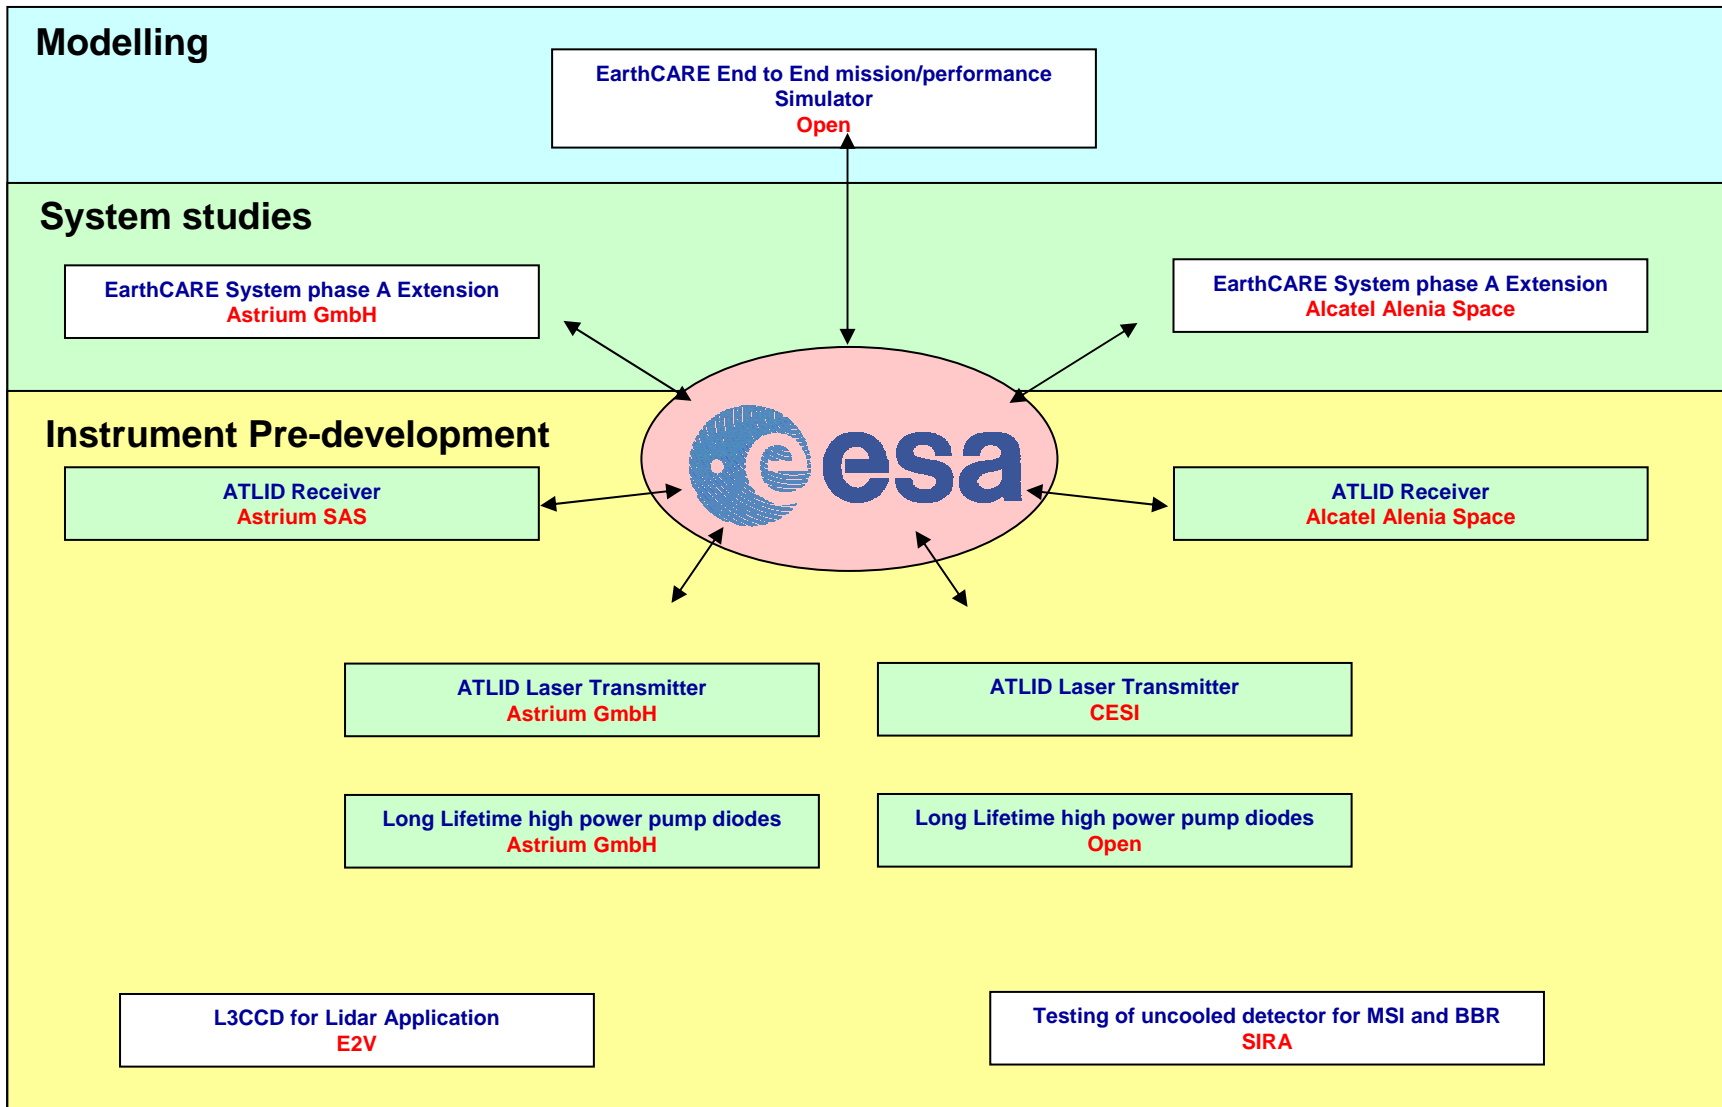 Modelling
EarthCARE End to End mission/performance
Simulator
Open
System studies
EarthCARE System phase A Extension
Astrium GmbH
EarthCARE System phase A Extension
Alcatel Alenia Space
Instrument Pre-development
esa
ATLID Receiver
Astrium SAS
ATLID Receiver
Alcatel Alenia Space
ATLID Laser Transmitter
Astrium GmbH
ATLID Laser Transmitter
CESI
Long Lifetime high power pump diodes
Astrium GmbH
Long Lifetime high power pump diodes
Open
L3CCD for Lidar Application
E2V
Testing of uncooled detector for MSI and BBR
SIRA